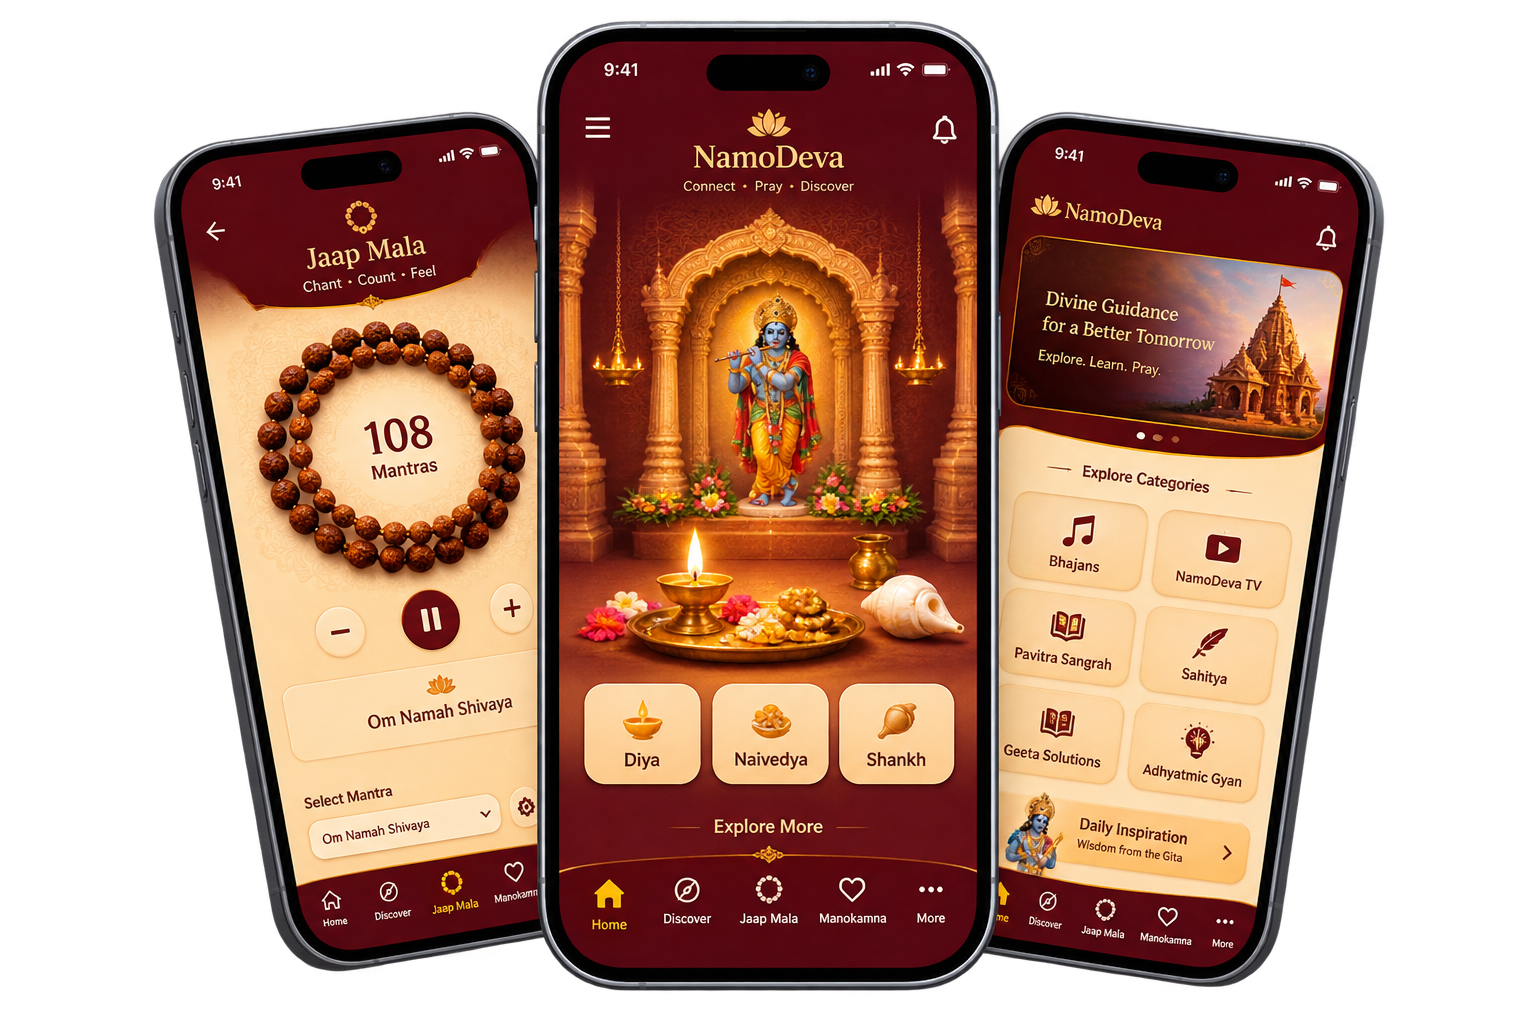 9:41
Jaap Mala
Chant • Count • Feel
108
Mantras
Om Namah Shivaya
Select Mantra
Om Namah Shivaya
Home
Discover
Jaap Mala
9:41
NamoDeva
Connect • Pray • Discover
Diya
Naivedya
Shankh
Explore More
Home
Discover
Jaap Mala
Manokamna
More
9:41
NamoDeva
Divine Guidance
for a Better Tomorrow
Explore. Learn. Pray.
Explore Categories
Bhajans
NamoDeva TV
Pavitra Sangrah
Sahitya
Geeta Solutions
Adhyatmic Gyan
Daily Inspiration
Wisdom from the Gita
Discover
Jaap Mala
Manokamna
More